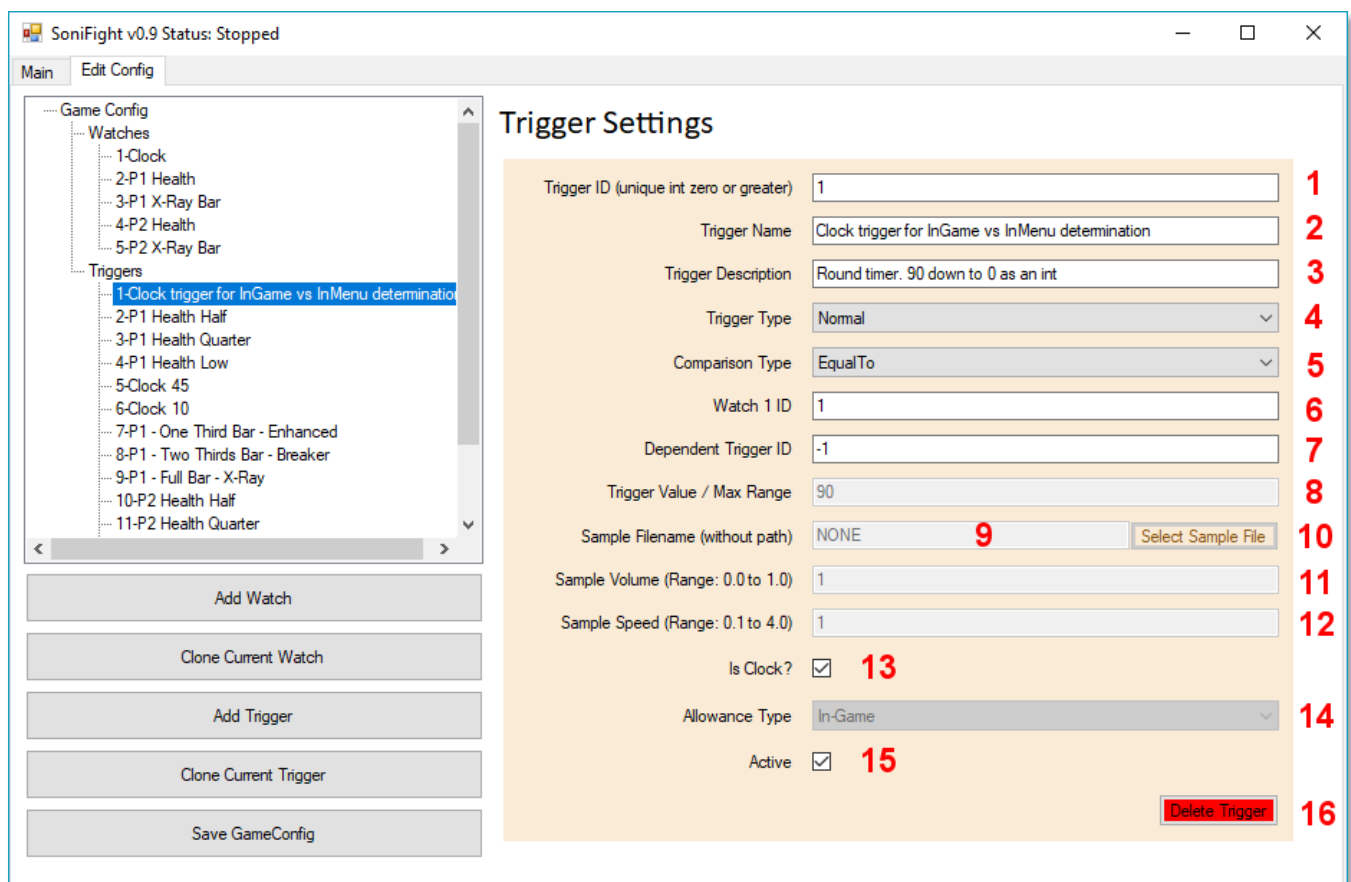 SoniFight v0.9 Status: Stopped
Main
Edit Config
Game Config
Watches
1-Clock
2-P1 Health
3-P1 X-Ray Bar
4-P2 Health
5-P2 X-Ray Bar
Triggers
1-Clock trigger for InGame vs InMenu determination
2-P1 Health Half
3-P1 Health Quarter
4-P1 Health Low
5-Clock 45
6-Clock 10
7-P1 - One Third Bar - Enhanced
8-P1 - Two Thirds Bar - Breaker
9-P1 - Full Bar - X-Ray
10-P2 Health Half
11-P2 Health Quarter
Add Watch
Clone Current Watch
Add Trigger
Clone Current Trigger
Save GameConfig
Trigger Settings
Trigger ID (unique int zero or greater) 1 1
Trigger Name Clock trigger for InGame vs InMenu determination 2
Trigger Description Round timer. 90 down to 0 as an int 3
Trigger Type Normal 4
Comparison Type EqualTo 5
Watch 1 ID 1 6
Dependent Trigger ID -1 7
Trigger Value / Max Range 90 8
Sample Filename (without path) NONE 9 Select Sample File 10
Sample Volume (Range: 0.0 to 1.0) 1 11
Sample Speed (Range: 0.1 to 4.0) 1 12
Is Clock? 13
Allowance Type In-Game 14
Active 15
Delete Trigger 16